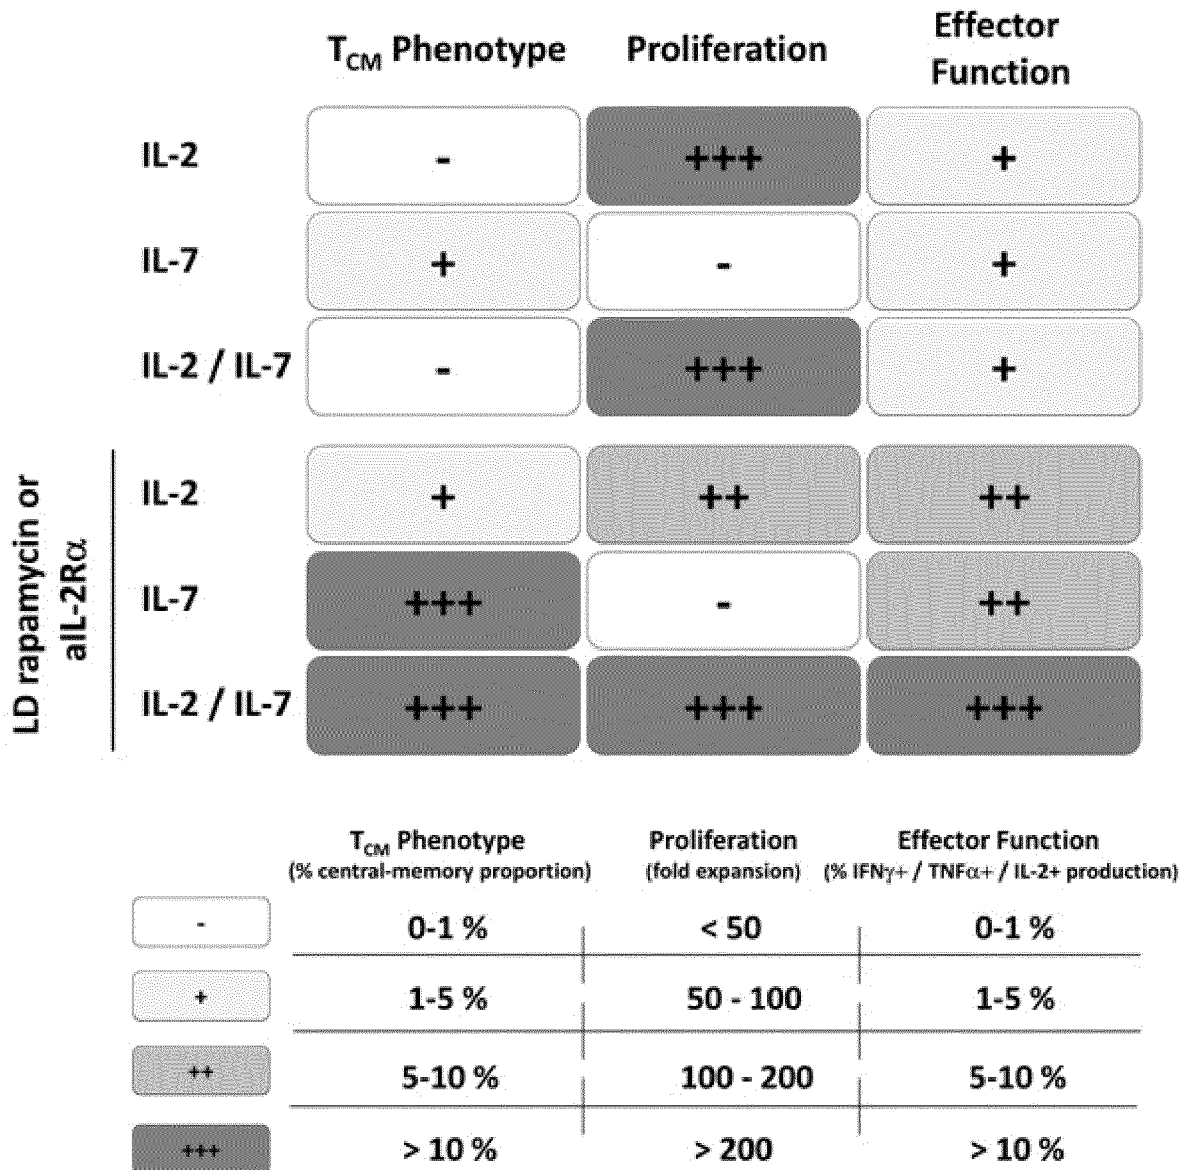 T_CM Phenotype Proliferation Effector Function
IL-2 - +++ +
IL-7 + - +
IL-2 / IL-7 - +++ +
LD rapamycin or
aIL-2Rα
IL-2 + ++ ++
IL-7 +++ - ++
IL-2 / IL-7 +++ +++ +++
T_CM Phenotype Proliferation Effector Function
(% central-memory proportion) (fold expansion) (% IFNγ+ / TNFα+ / IL-2+ production)
- 0-1 % < 50 0-1 %
+ 1-5 % 50 - 100 1-5 %
++ 5-10 % 100 - 200 5-10 %
+++ > 10 % > 200 > 10 %